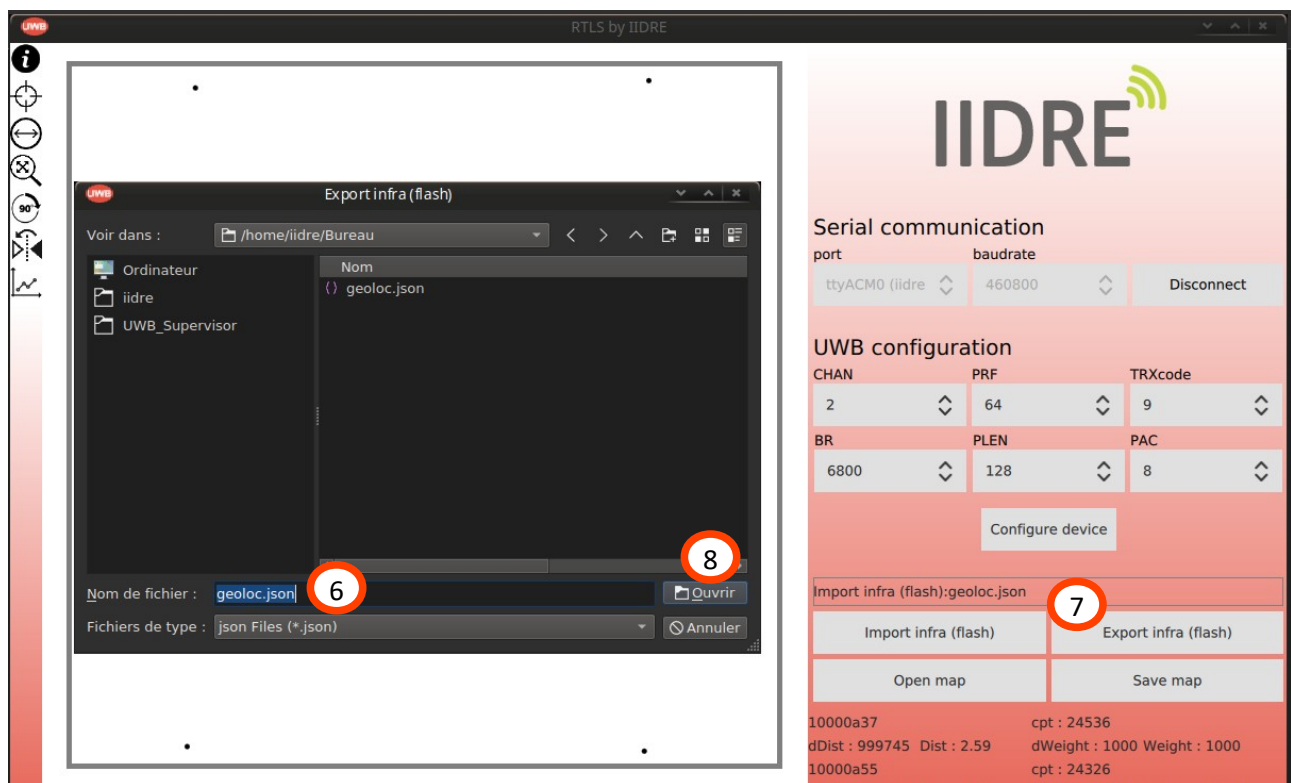 UWB
RTLS by IIDRE
i
90°
UWB
Export infra (flash)
Voir dans :
/home/iidre/Bureau
Ordinateur
iidre
UWB_Supervisor
Nom
geoloc.json
8
Nom de fichier :
geoloc.json
6
Ouvrir
Fichiers de type :
json Files (*.json)
Annuler
IIDRE
Serial communication
port
baudrate
ttyACM0 (iidre
460800
Disconnect
UWB configuration
CHAN
PRF
TRXcode
2
64
9
BR
PLEN
PAC
6800
128
8
Configure device
Import infra (flash):geoloc.json
7
Import infra (flash)
Export infra (flash)
Open map
Save map
10000a37
cpt : 24536
dDist : 999745 Dist : 2.59
dWeight : 1000 Weight : 1000
10000a55
cpt : 24326